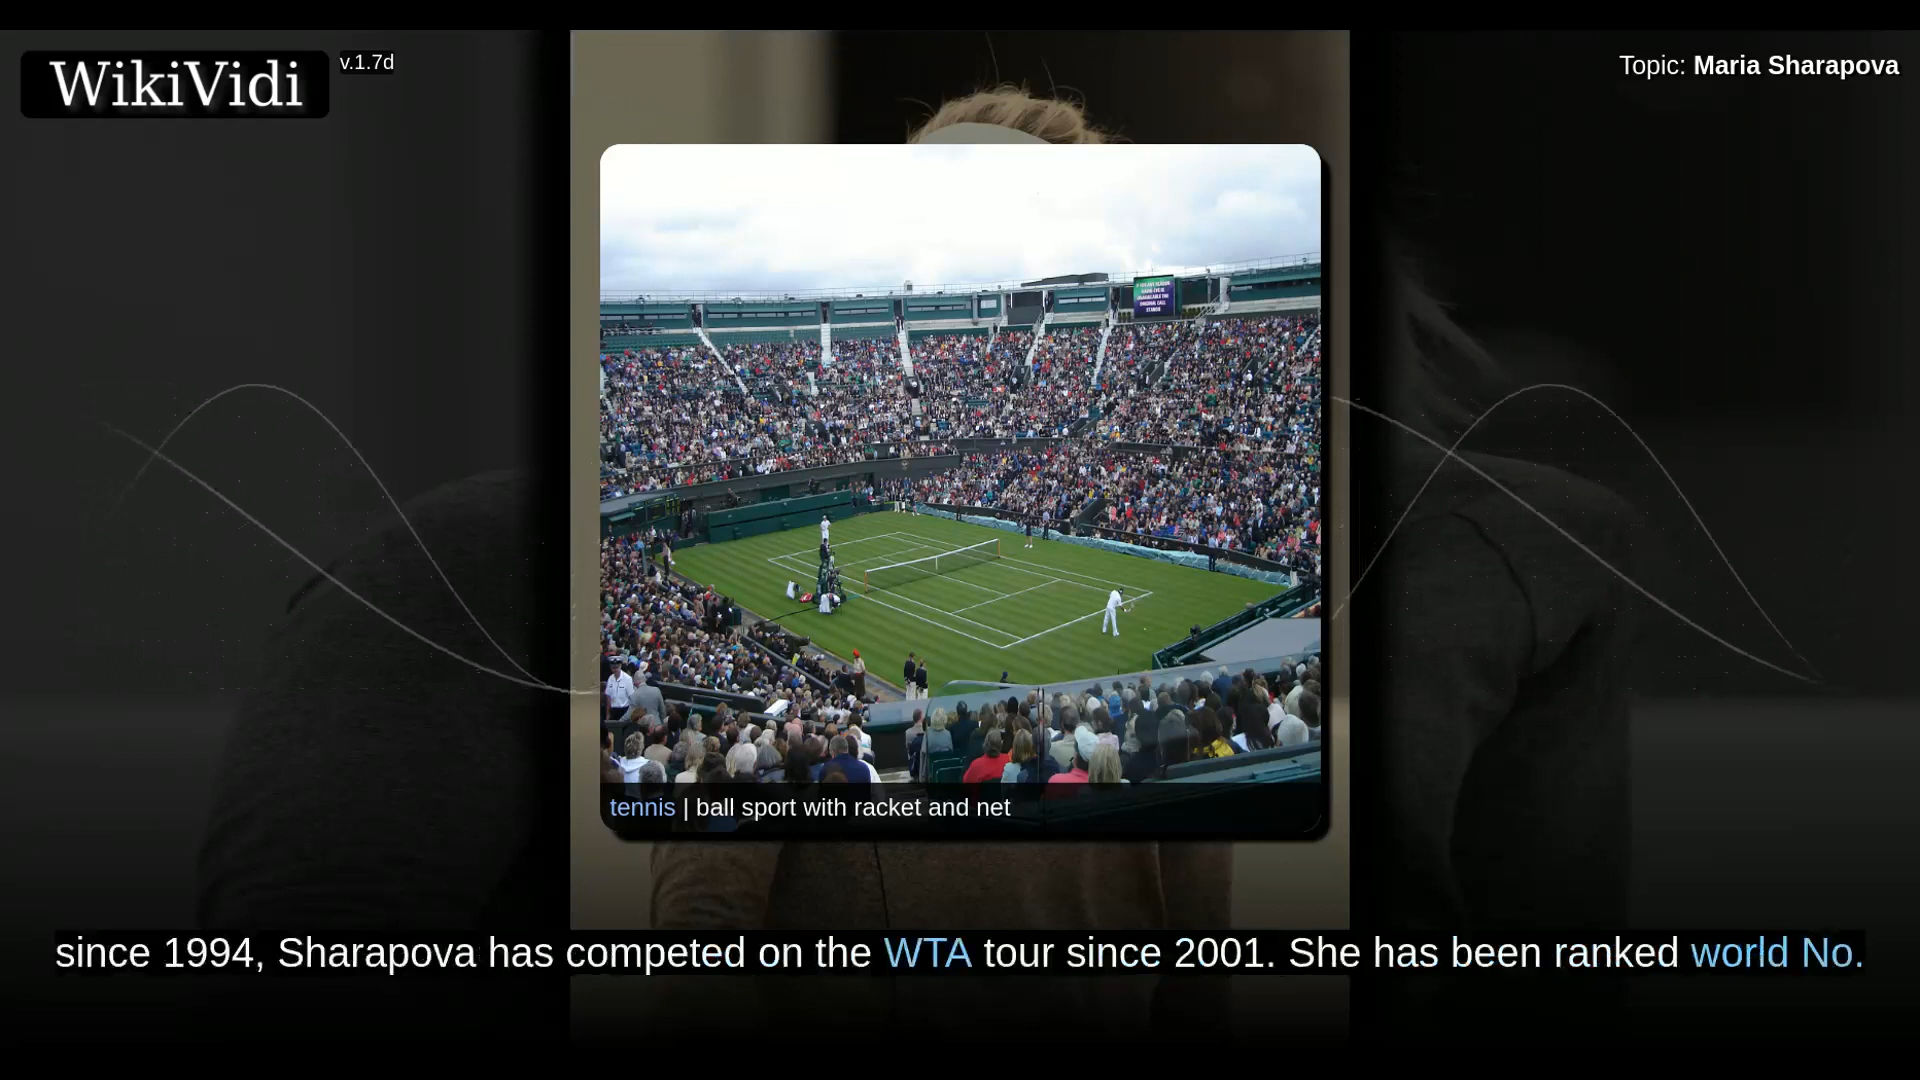 WikiVidi
v.1.7d
Topic: Maria Sharapova
tennis | ball sport with racket and net
since 1994, Sharapova has competed on the WTA tour since 2001. She has been ranked world No.